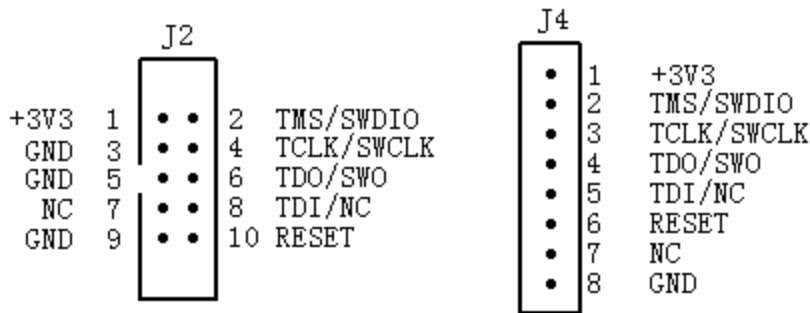 J2
+3V3 1 2 TMS/SWDIO
GND 3 4 TCLK/SWCLK
GND 5 6 TDO/SWO
NC 7 8 TDI/NC
GND 9 10 RESET
J4
1 +3V3
2 TMS/SWDIO
3 TCLK/SWCLK
4 TDO/SWO
5 TDI/NC
6 RESET
7 NC
8 GND